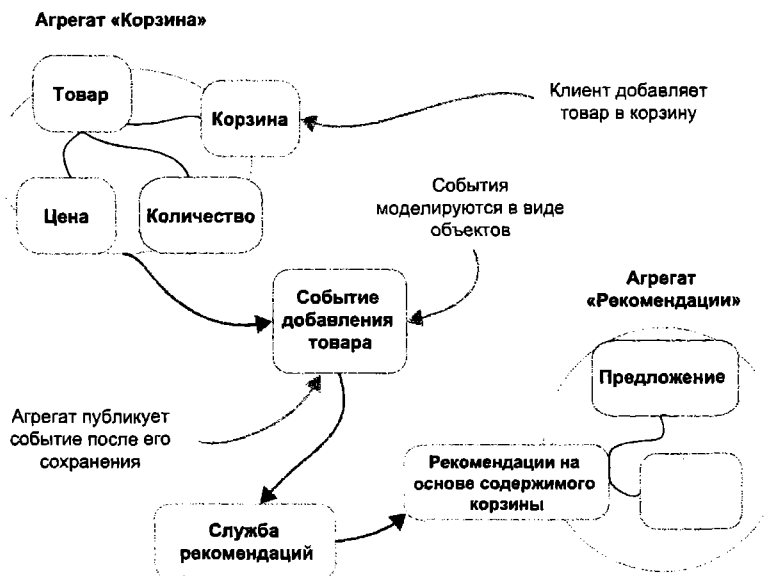 Агрегат «Корзина»
Товар
Корзина
Клиент добавляет
товар в корзину
Цена
Количество
События
моделируются в виде
объектов
Событие
добавления
товара
Агрегат
«Рекомендации»
Предложение
Агрегат публикует
событие после его
сохранения
Рекомендации на
основе содержимого
корзины
Служба
рекомендаций